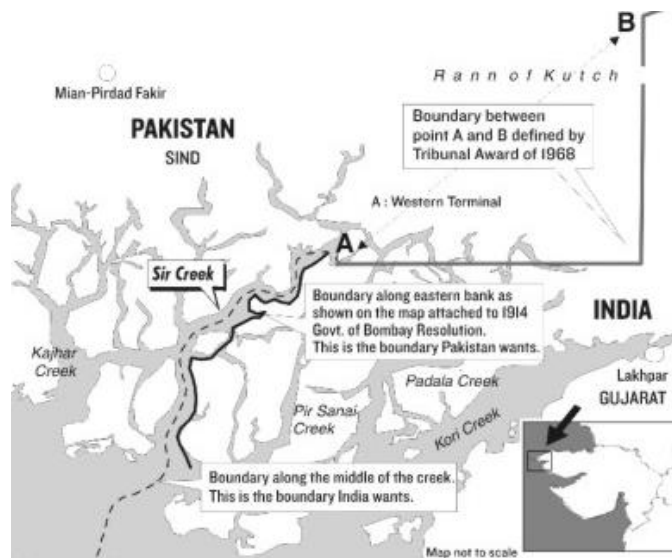 B
Rann of Kutch
Mian-Pirdad Fakir
PAKISTAN
SIND
Boundary between
point A and B defined by
Tribunal Award of 1968
A : Western Terminal
A
Sir Creek
Boundary along eastern bank as
shown on the map attached to 1914
Govt. of Bombay Resolution.
This is the boundary Pakistan wants.
INDIA
Kajhar
Creek
Padala Creek
Lakhpar
GUJARAT
Pir Sanai
Creek
Kori Creek
Boundary along the middle of the creek.
This is the boundary India wants.
Map not to scale